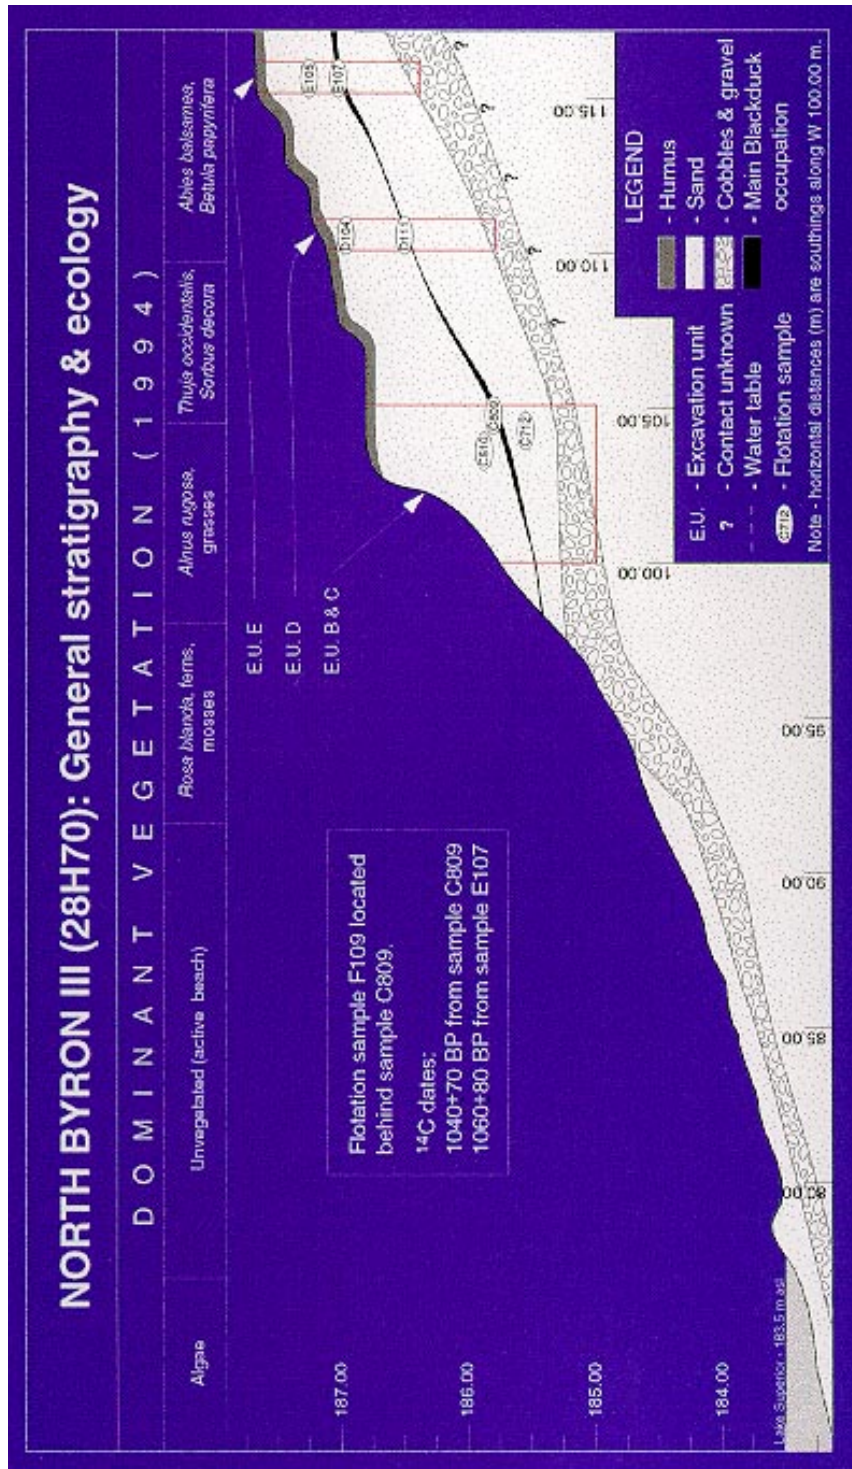 NORTH BYRON III (28H70): General stratigraphy & ecology
DOMINANT VEGETATION (1994)
Algae
Unvegetated (active beach)
Rosa blanda, ferns,
mosses
Alnus rugosa,
grasses
Thuja occidentalis,
Sorbus decora
Abies balsamea,
Betula papyrifera
E.U. E
E.U. D
E.U. B & C
187.00
186.00
185.00
184.00
Flotation sample F109 located
behind sample C809.
14C dates:
1040+70 BP from sample C809
1060+80 BP from sample E107
E105
E107
D104
D111
C510
C809
C712
?
?
?
?
?
Lake Superior - 183.5 m asl
80.00
85.00
90.00
95.00
100.00
105.00
110.00
115.00
LEGEND
E.U. - Excavation unit
? - Contact unknown
--- - Water table
C712 - Flotation sample
- Humus
- Sand
- Cobbles & gravel
- Main Blackduck
occupation
Note - horizontal distances (m) are southings along W 100.00 m.